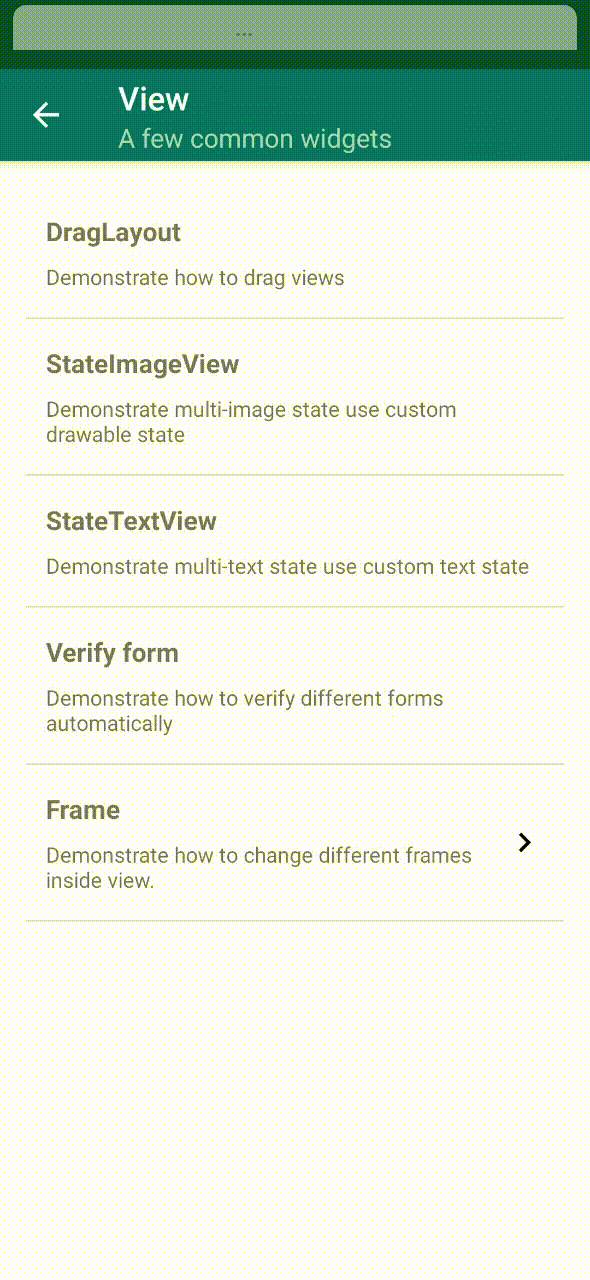 ...
View
A few common widgets
DragLayout
Demonstrate how to drag views
StateImageView
Demonstrate multi-image state use custom
drawable state
StateTextView
Demonstrate multi-text state use custom text state
Verify form
Demonstrate how to verify different forms
automatically
Frame
Demonstrate how to change different frames
inside view.